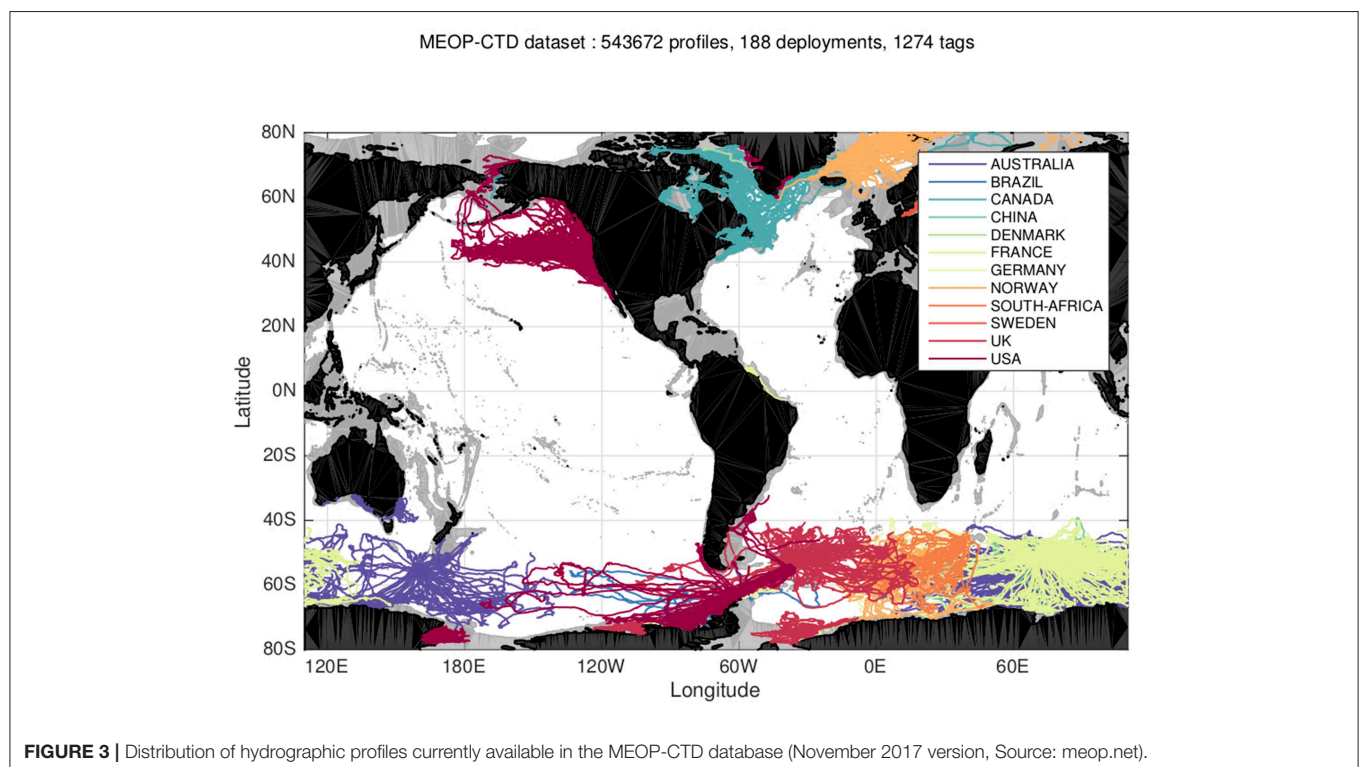 MEOP-CTD dataset : 543672 profiles, 188 deployments, 1274 tags
80N
60N
40N
20N
0N
20S
40S
60S
80S
Latitude
120E
180E
120W
60W
0E
60E
Longitude
AUSTRALIA
BRAZIL
CANADA
CHINA
DENMARK
FRANCE
GERMANY
NORWAY
SOUTH-AFRICA
SWEDEN
UK
USA
FIGURE 3 | Distribution of hydrographic profiles currently available in the MEOP-CTD database (November 2017 version, Source: meop.net).